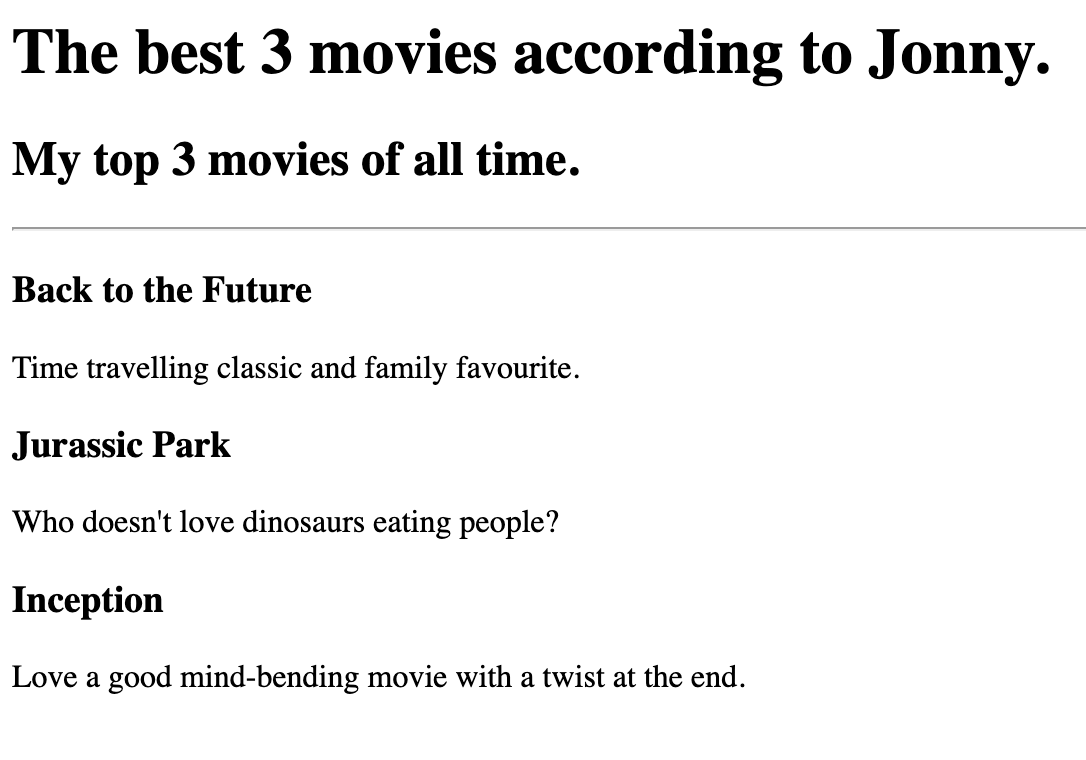 The best 3 movies according to Jonny.
My top 3 movies of all time.
Back to the Future
Time travelling classic and family favourite.
Jurassic Park
Who doesn't love dinosaurs eating people?
Inception
Love a good mind-bending movie with a twist at the end.